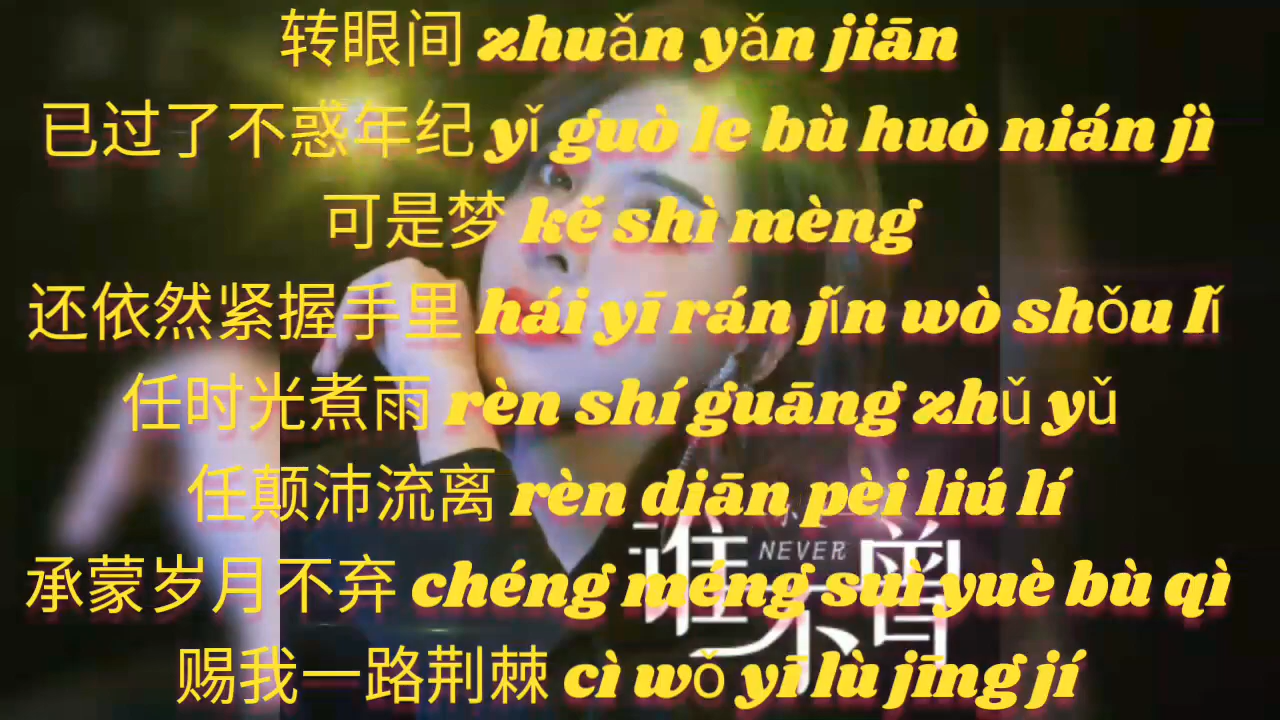 转眼间 zhuǎn yǎn jiān
已过了不惑年纪 yǐ guò le bù huò nián jì
可是梦 kě shì mèng
还依然紧握手里 hái yī rán jǐn wò shǒu lǐ
任时光煮雨 rèn shí guāng zhǔ yǔ
任颠沛流离 rèn diān pèi liú lí
谁不曾
NEVER
承蒙岁月不弃 chéng méng suì yuè bù qì
赐我一路荆棘 cì wǒ yī lù jīng jí